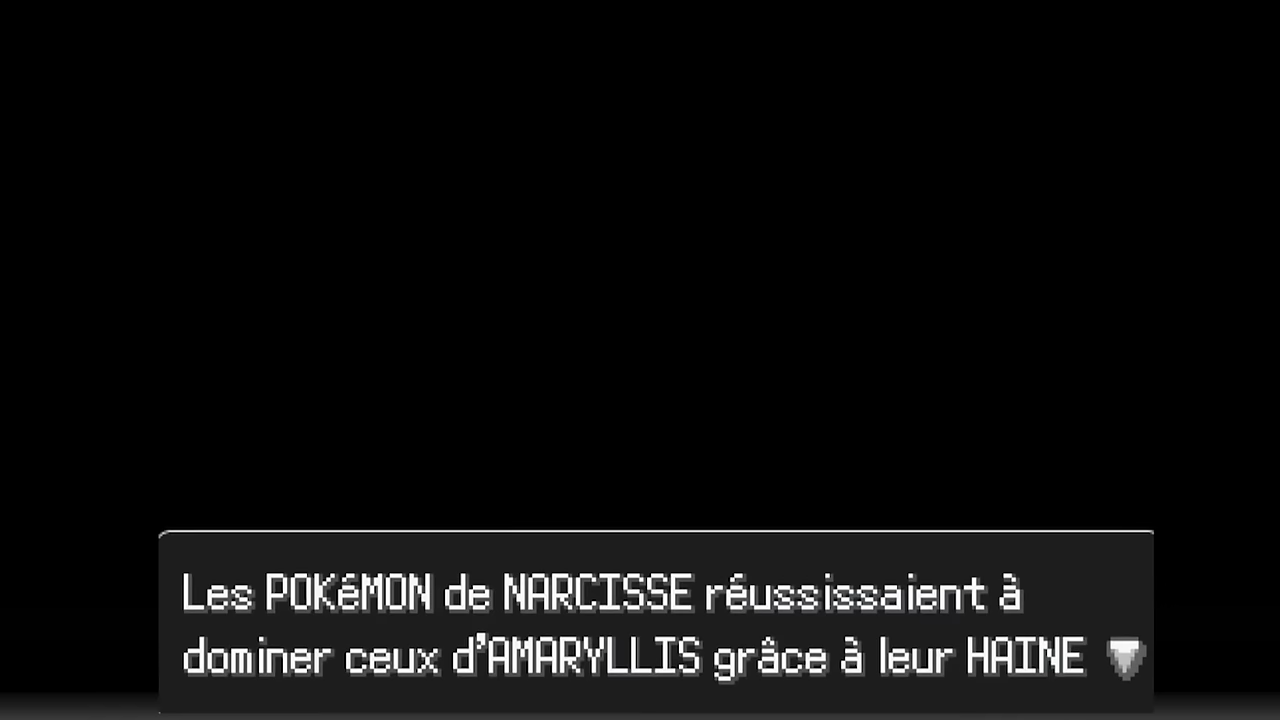 Les POKéMON de NARCISSE réussissaient à
dominer ceux d'AMARYLLIS grâce à leur HAINE